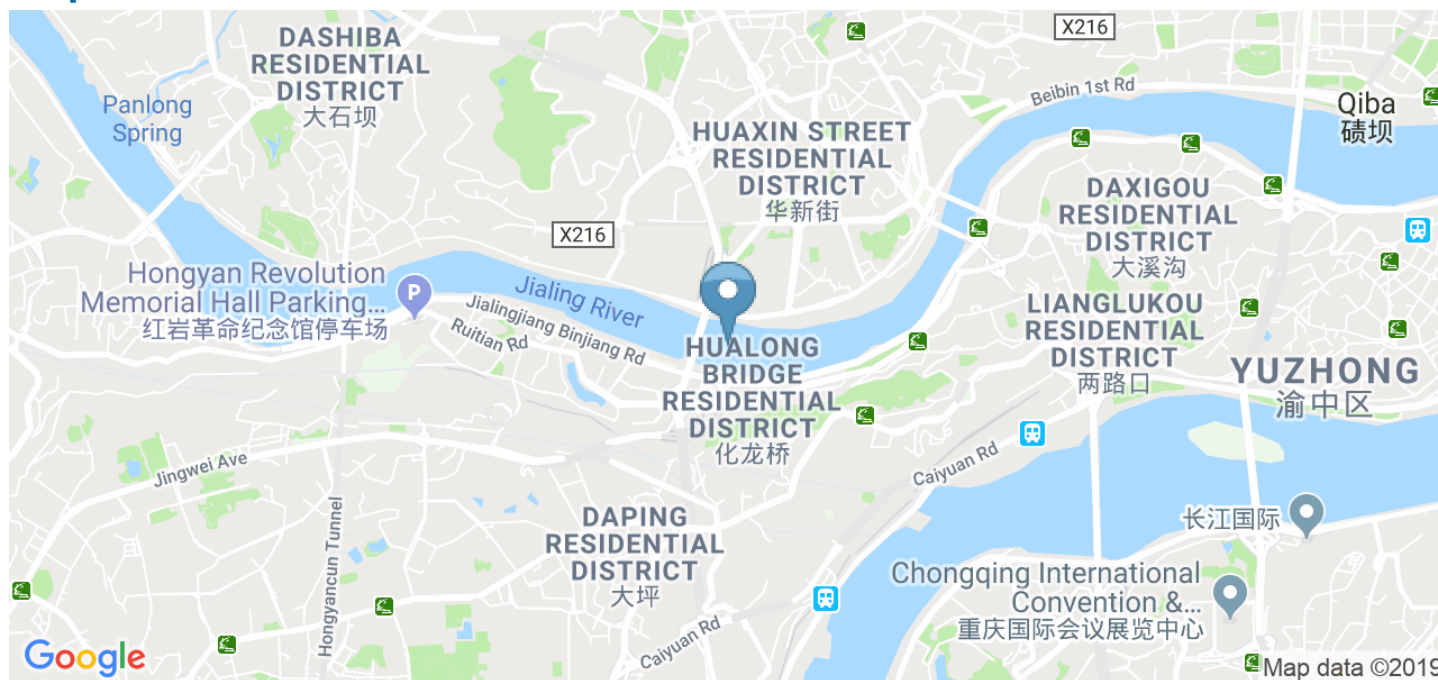 X216
DASHIBA
RESIDENTIAL
DISTRICT
大石坝
Panlong
Spring
Beibin 1st Rd
Qiba
碛坝
HUAXIN STREET
RESIDENTIAL
DISTRICT
华新街
DAXIGOU
RESIDENTIAL
DISTRICT
大溪沟
X216
Hongyan Revolution
Memorial Hall Parking...
红岩革命纪念馆停车场
P
Jialing River
Jialingjiang Binjiang Rd
Ruitian Rd
LIANGLUKOU
RESIDENTIAL
DISTRICT
两路口
HUALONG
BRIDGE
RESIDENTIAL
DISTRICT
化龙桥
YUZHONG
渝中区
Jingwei Ave
Caiyuan Rd
Hongyancun Tunnel
DAPING
RESIDENTIAL
DISTRICT
大坪
长江国际
Chongqing International
Convention &...
重庆国际会议展览中心
Caiyuan Rd
Google
Map data ©2019